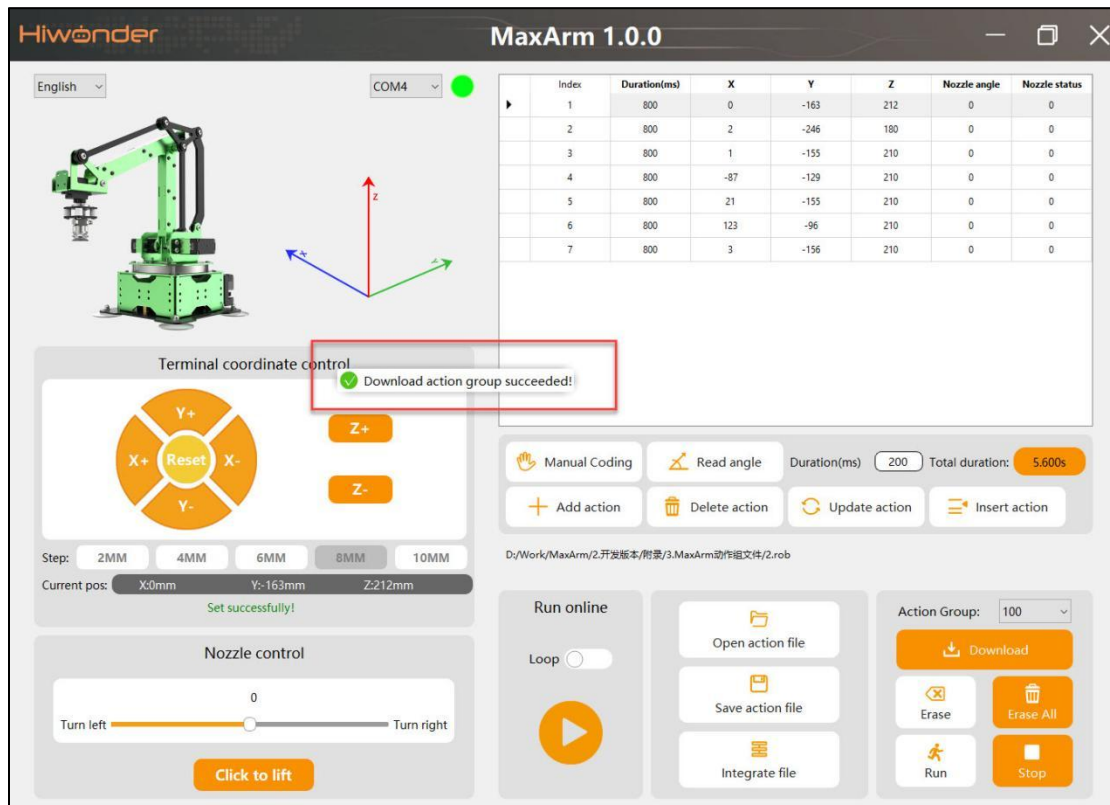 Hiwonder
MaxArm 1.0.0
English
COM4
Index Duration(ms) X Y Z Nozzle angle Nozzle status
1 800 0 -163 212 0 0
2 800 2 -246 180 0 0
3 800 1 -155 210 0 0
4 800 -87 -129 210 0 0
5 800 21 -155 210 0 0
6 800 123 -96 210 0 0
7 800 3 -156 210 0 0
Z
X
Y
Terminal coordinate control
Download action group succeeded!
Y+
X+ Reset X-
Y-
Z+
Z-
Step: 2MM 4MM 6MM 8MM 10MM
Current pos: X:0mm Y:-163mm Z:212mm
Set successfully!
Nozzle control
0
Turn left Turn right
Click to lift
Manual Coding Read angle Duration(ms) 200 Total duration: 5.600s
Add action Delete action Update action Insert action
D:/Work/MaxArm/2.开发版本/附录/3.MaxArm动作组文件/2.rob
Run online
Loop
Open action file
Save action file
Integrate file
Action Group: 100
Download
Erase Erase All
Run Stop